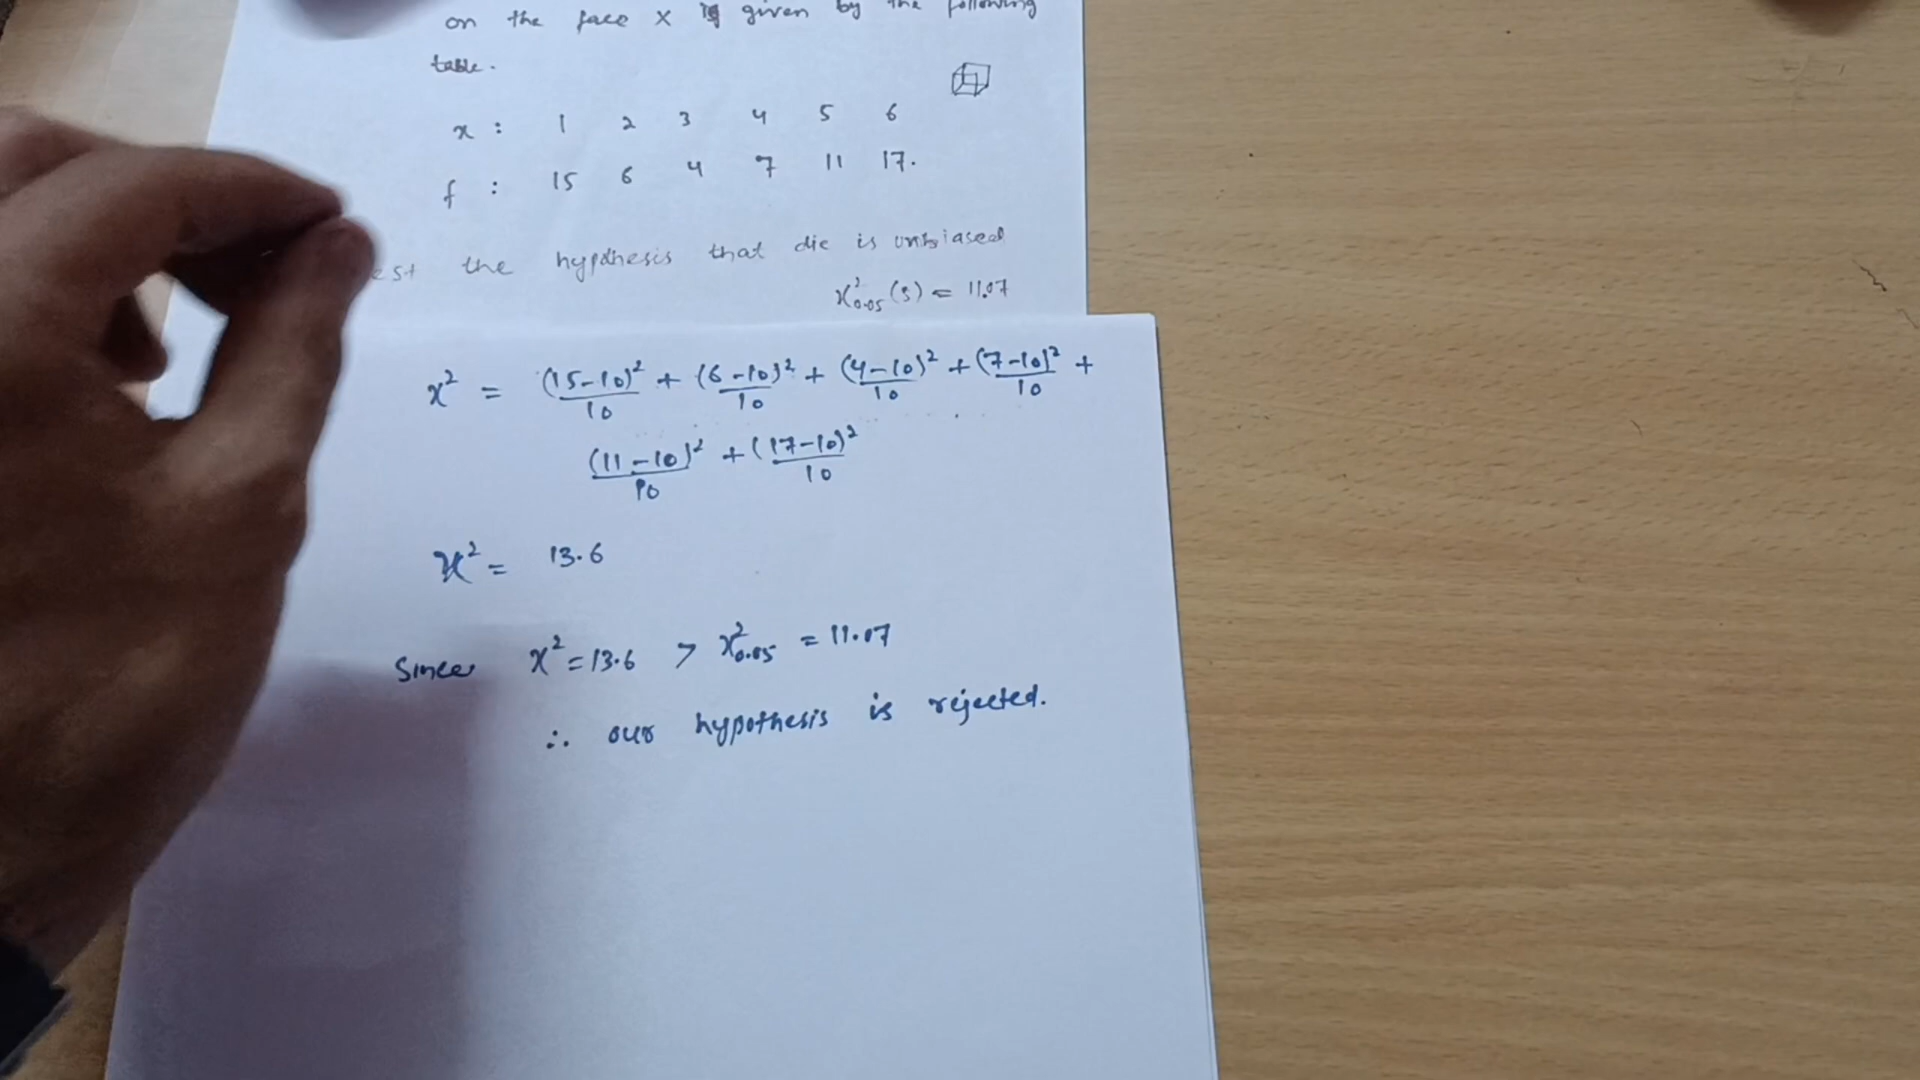 on the face X is given by the following
table.
x : 1 2 3 4 5 6
f : 15 6 4 7 11 17.
est the hypothesis that die is unbiased
χ²₀.₀₅(5) = 11.07
χ² = (15-10)²/10 + (6-10)²/10 + (4-10)²/10 + (7-10)²/10 +
(11-10)²/10 + (17-10)²/10
χ² = 13.6
Since χ² = 13.6 > χ²₀.₀₅ = 11.07
∴ our hypothesis is rejected.